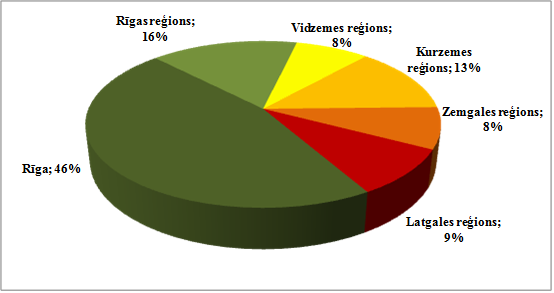 Rīgas reģions;
16%
Vidzemes reģions;
8%
Kurzemes
reģions; 13%
Zemgales reģions;
8%
Rīga; 46%
Latgales reģions;
9%